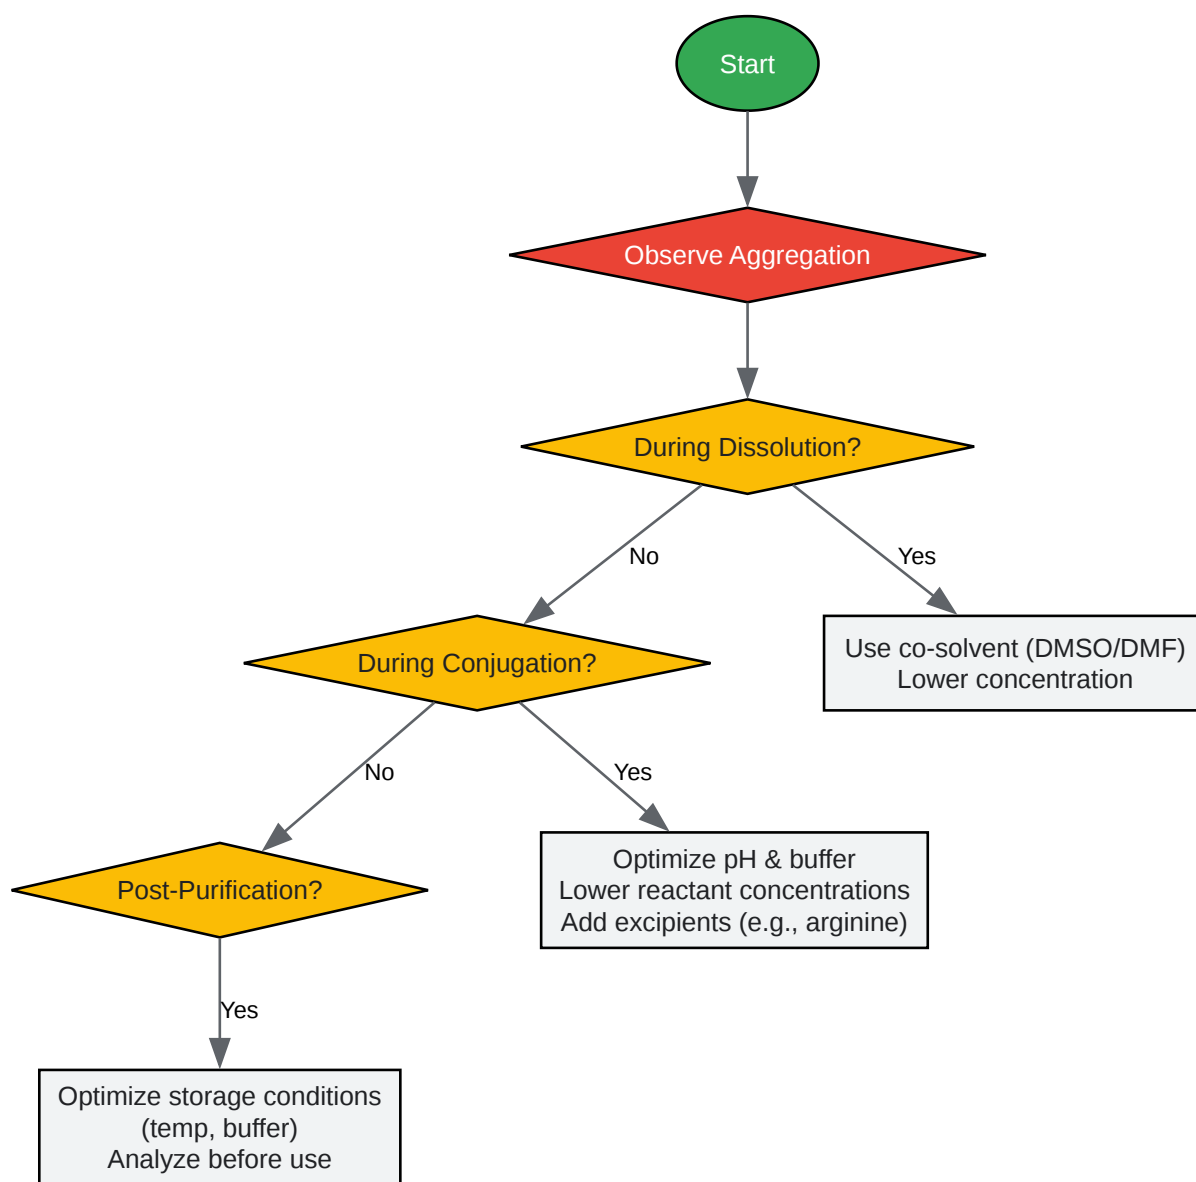 Start
Observe Aggregation
During Dissolution?
No
Yes
During Conjugation?
Use co-solvent (DMSO/DMF)
Lower concentration
No
Yes
Post-Purification?
Optimize pH & buffer
Lower reactant concentrations
Add excipients (e.g., arginine)
Yes
Optimize storage conditions
(temp, buffer)
Analyze before use